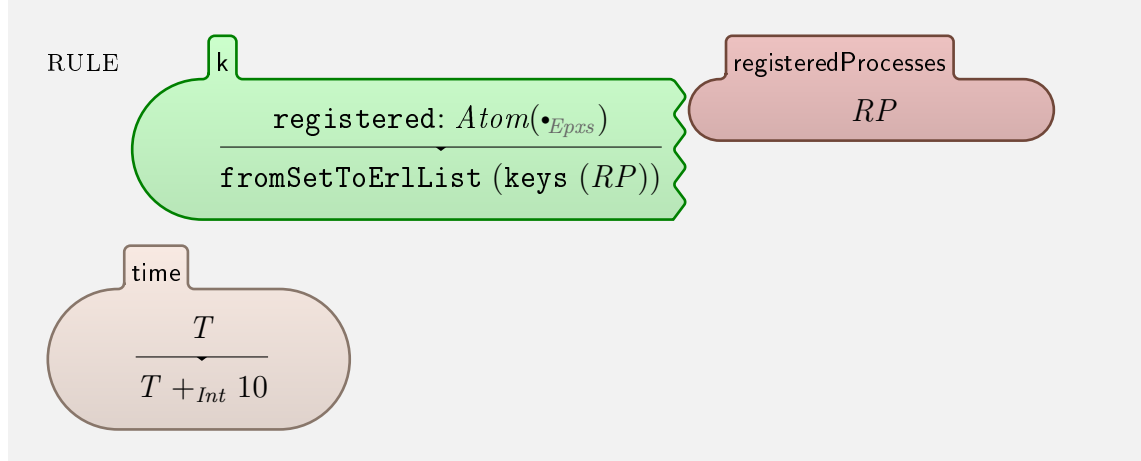 RULE
k
registered: Atom(•Epxs)
fromSetToErlList (keys (RP))
registeredProcesses
RP
time
T
T +Int 10